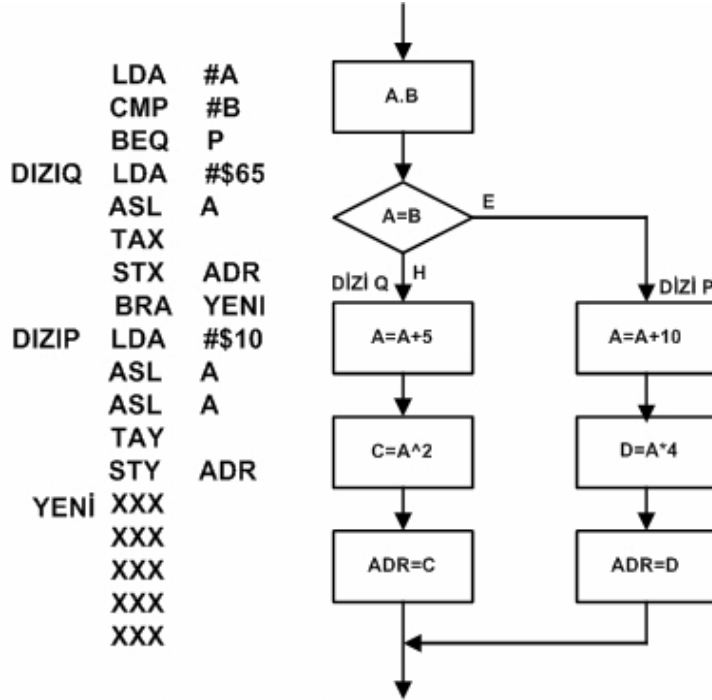 LDA #A
CMP #B
BEQ P
DIZIQ LDA #$65
ASL A
TAX
STX ADR
BRA YENI
DIZIP LDA #$10
ASL A
ASL A
TAY
STY ADR
YENİ XXX
XXX
XXX
XXX
XXX
A.B
A=B
E
H
DİZİ Q
DİZİ P
A=A+5
A=A+10
C=A^2
D=A*4
ADR=C
ADR=D